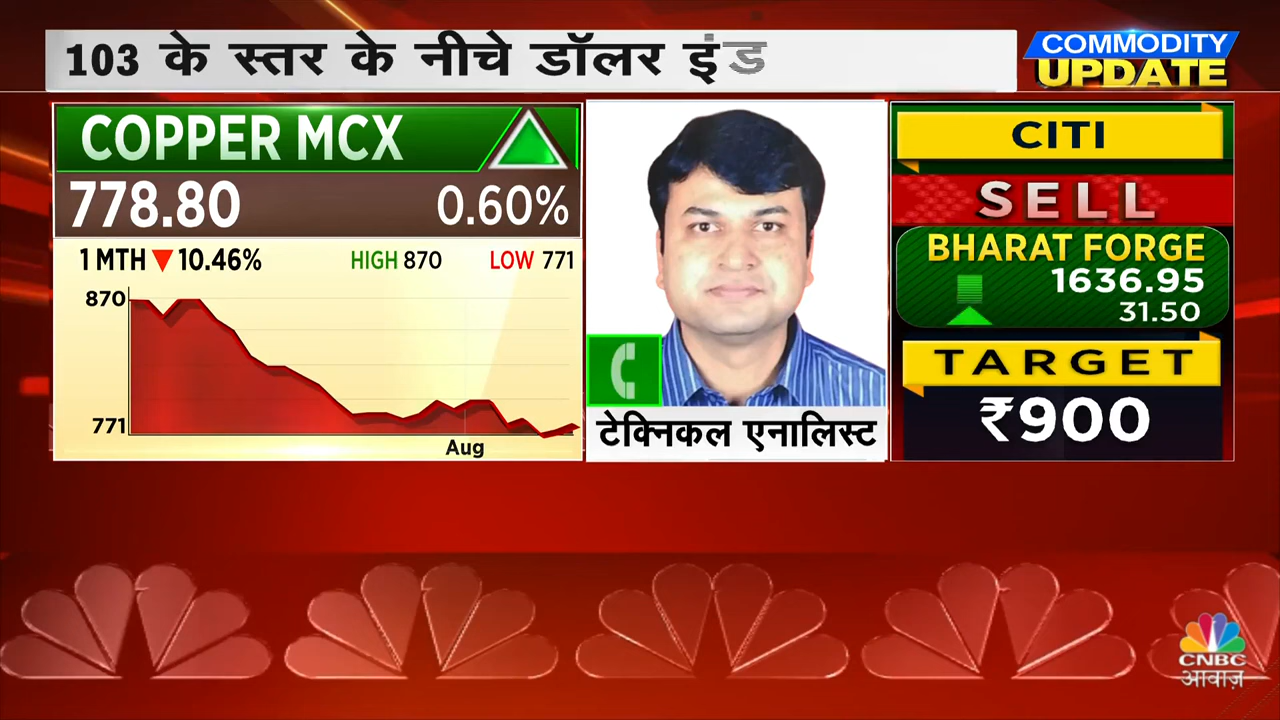 103 के स्तर के नीचे डॉलर इंड
COMMODITY
UPDATE
COPPER MCX
778.80 0.60%
1 MTH 10.46% HIGH 870 LOW 771
870
771
Aug
टेक्निकल एनालिस्ट
CITI
SELL
BHARAT FORGE
1636.95
31.50
TARGET
₹900
CNBC
आवाज़